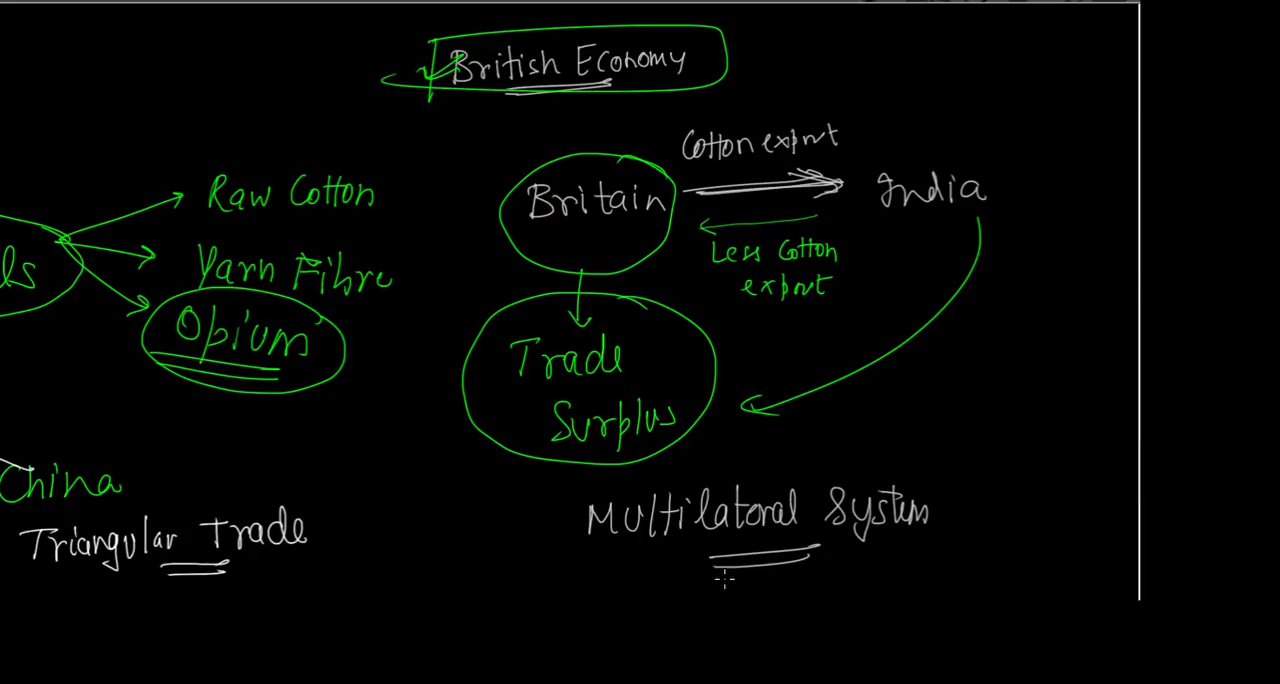 British Economy
Cotton export
Raw Cotton
Britain
India
ls
Yarn Fibre
Less Cotton
export
Opium
Trade
Surplus
China
Triangular Trade
Multilatoral System